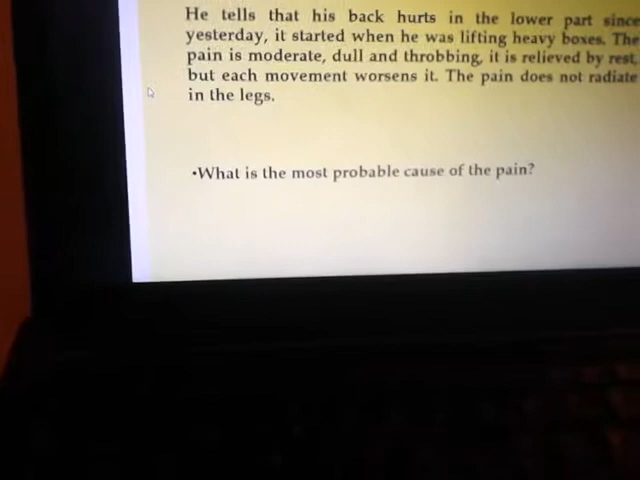 He tells that his back hurts in the lower part since
yesterday, it started when he was lifting heavy boxes. The
pain is moderate, dull and throbbing, it is relieved by rest,
but each movement worsens it. The pain does not radiate
in the legs.
•What is the most probable cause of the pain?